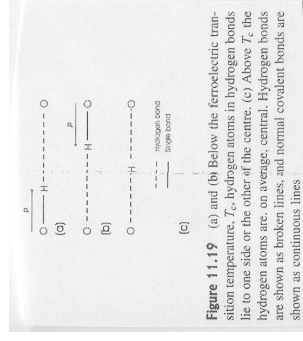 P
O — H ----- O
(a)
P
O ----- H — O
(b)
O ---- H ---- O
---- Hydrogen bond
— Single bond
(c)
Figure 11.19 (a) and (b) Below the ferroelectric tran-
sition temperature, Tc, hydrogen atoms in hydrogen bonds
lie to one side or the other of the centre. (c) Above Tc the
hydrogen atoms are, on average, central. Hydrogen bonds
are shown as broken lines, and normal covalent bonds are
shown as continuous lines